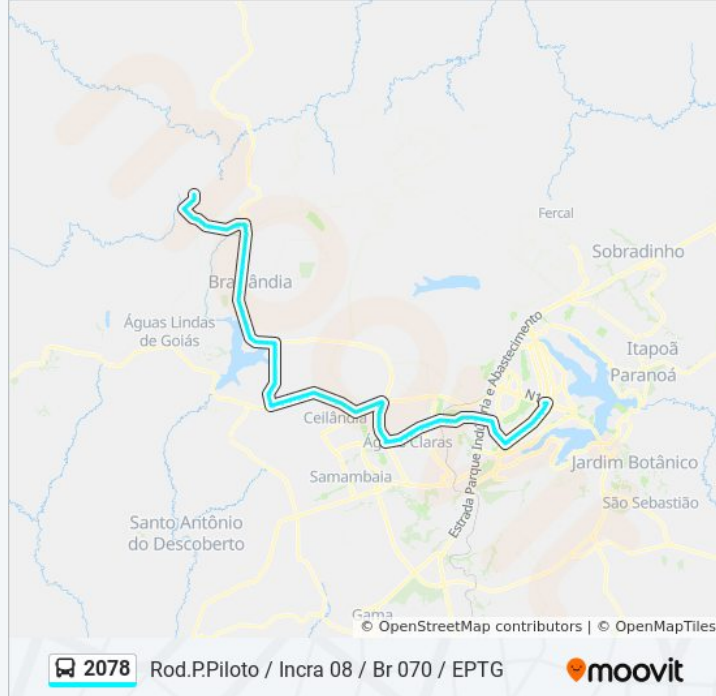 Fercal
Sobradinho
Brazlândia
Águas Lindas
de Goiás
Itapoã
Paranoá
Estrada Parque Indústria e Abastecimento
N1
Ceilândia
Águas Claras
Jardim Botânico
Samambaia
São Sebastião
Santo Antônio
do Descoberto
Gama
© OpenStreetMap contributors | © OpenMapTiles
2078 Rod.P.Piloto / Incra 08 / Br 070 / EPTG
moovit